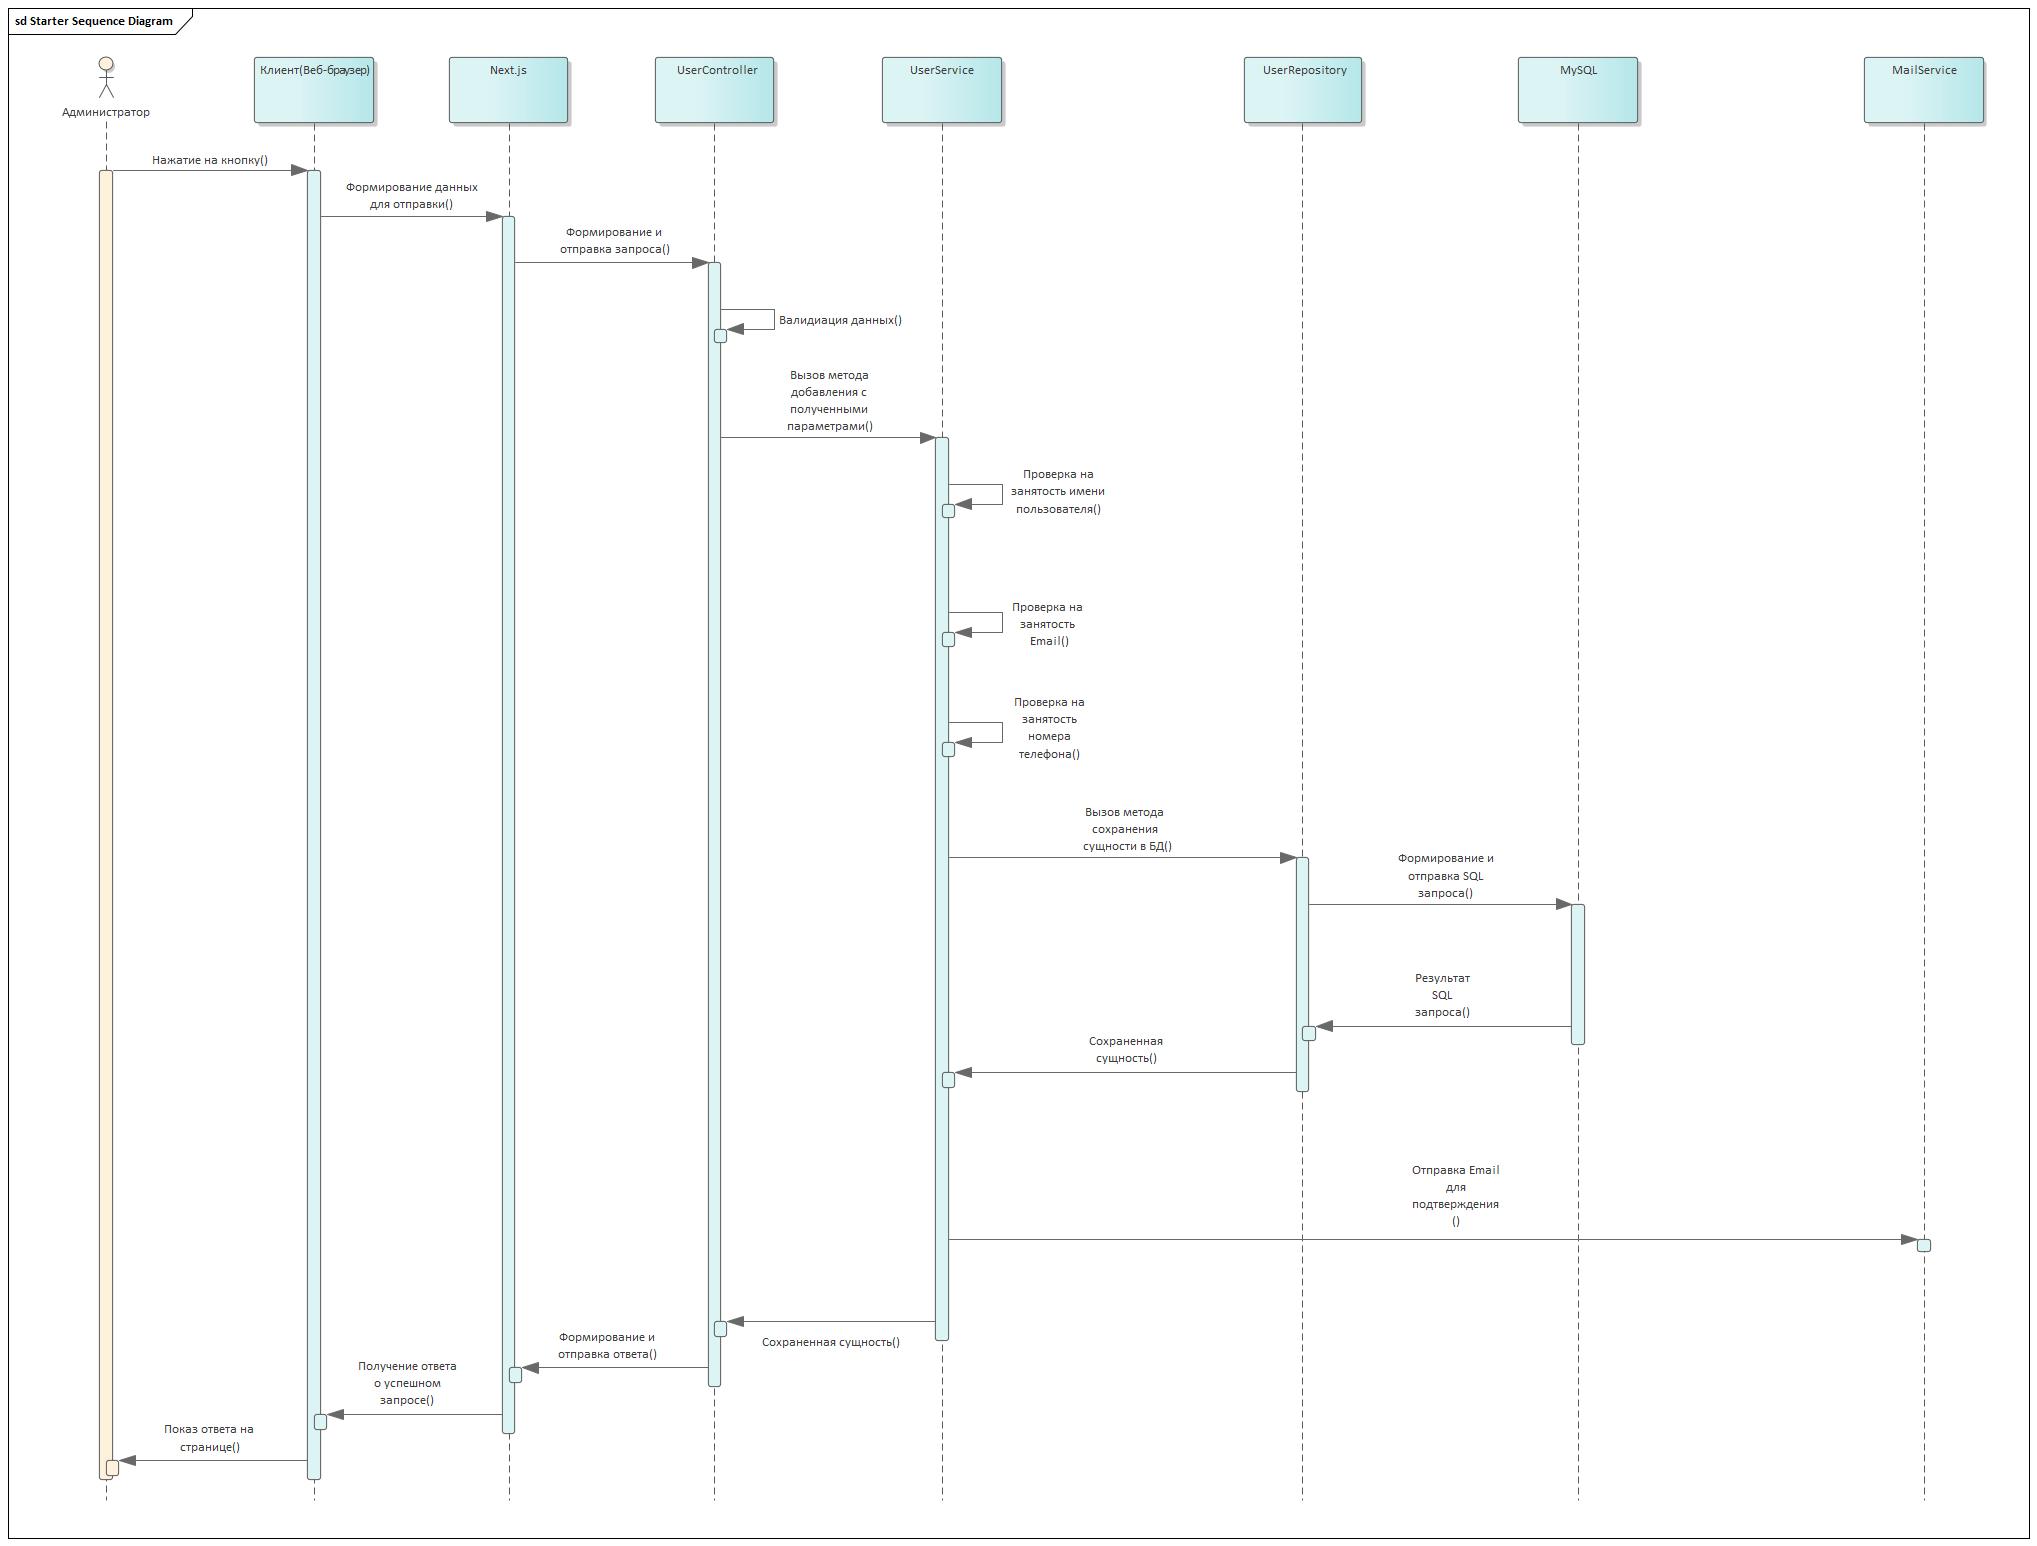 sd Starter Sequence Diagram
Администратор
Клиент(Веб-браузер)
Next.js
UserController
UserService
UserRepository
MySQL
MailService
Нажатие на кнопку()
Формирование данных
для отправки()
Формирование и
отправка запроса()
Валидиация данных()
Вызов метода
добавления с
полученными
параметрами()
Проверка на
занятость имени
пользователя()
Проверка на
занятость
Email()
Проверка на
занятость
номера
телефона()
Вызов метода
сохранения
сущности в БД()
Формирование и
отправка SQL
запроса()
Результат
SQL
запроса()
Сохраненная
сущность()
Отправка Email
для
подтверждения
()
Сохраненная сущность()
Формирование и
отправка ответа()
Получение ответа
о успешном
запросе()
Показ ответа на
странице()